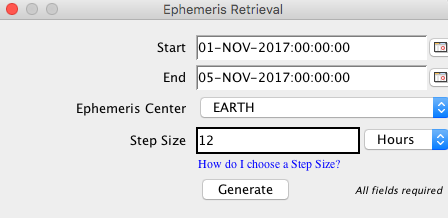 Ephemeris Retrieval
Start 01-NOV-2017:00:00:00
End 05-NOV-2017:00:00:00
Ephemeris Center EARTH
Step Size 12 Hours
How do I choose a Step Size?
Generate All fields required